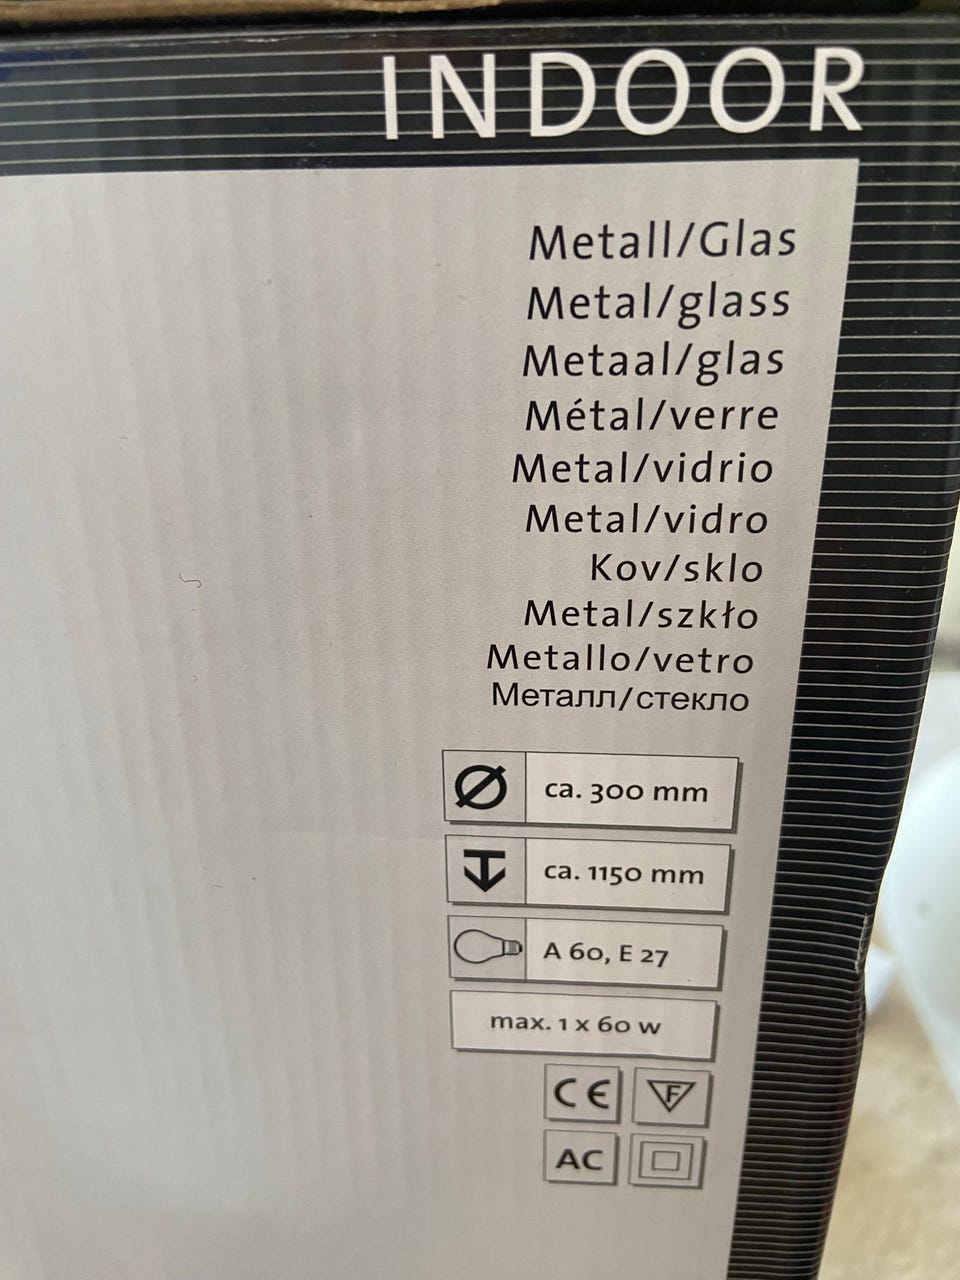 INDOOR
Metall/Glas
Metal/glass
Metaal/glas
Métal/verre
Metal/vidrio
Metal/vidro
Kov/sklo
Metal/szkło
Metallo/vetro
Металл/стекло
ca. 300 mm
ca. 1150 mm
A 60, E 27
max. 1 x 60 W
CE F
AC